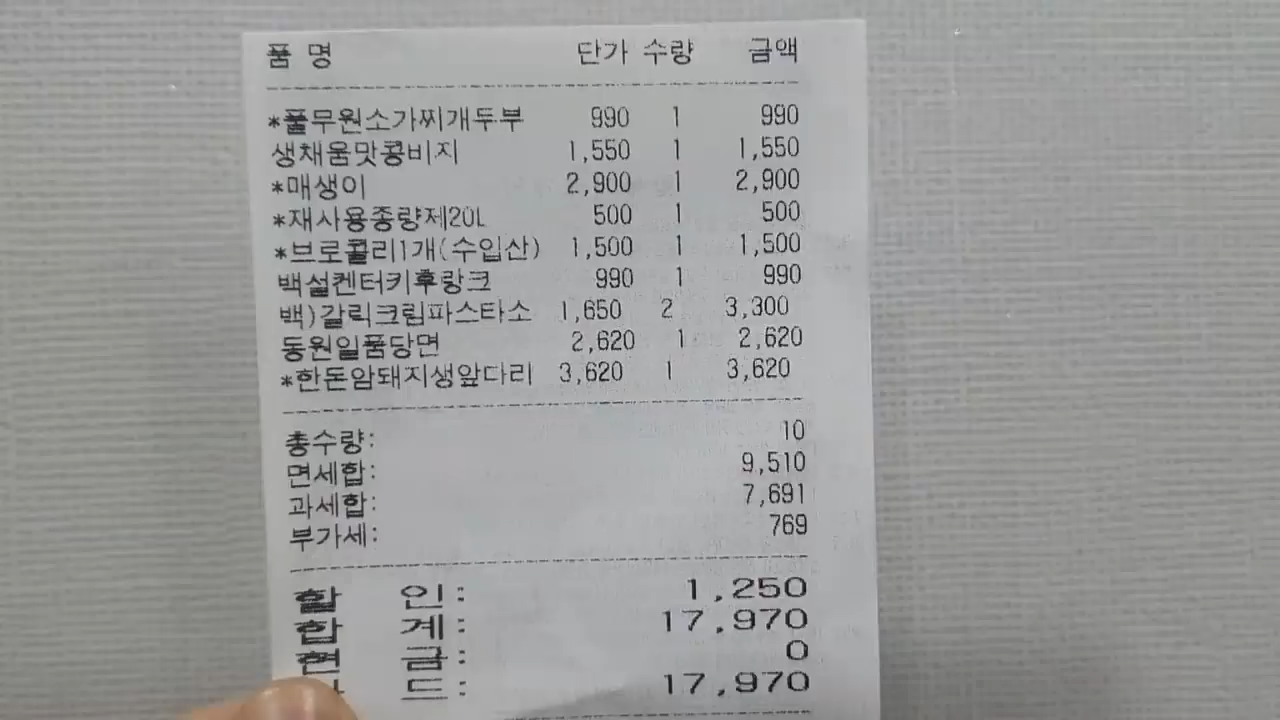 품 명 단가 수량 금액
*풀무원소가찌개두부 990 1 990
생채움맛콩비지 1,550 1 1,550
*매생이 2,900 1 2,900
*재사용종량제20L 500 1 500
*브로콜리1개(수입산) 1,500 1 1,500
백설켄터키후랑크 990 1 990
백)갈릭크림파스타소 1,650 2 3,300
동원일품당면 2,620 1 2,620
*한돈암돼지생앞다리 3,620 1 3,620
총수량: 10
면세합: 9,510
과세합: 7,691
부가세: 769
할 인: 1,250
합 계: 17,970
현 금: 0
드: 17,970